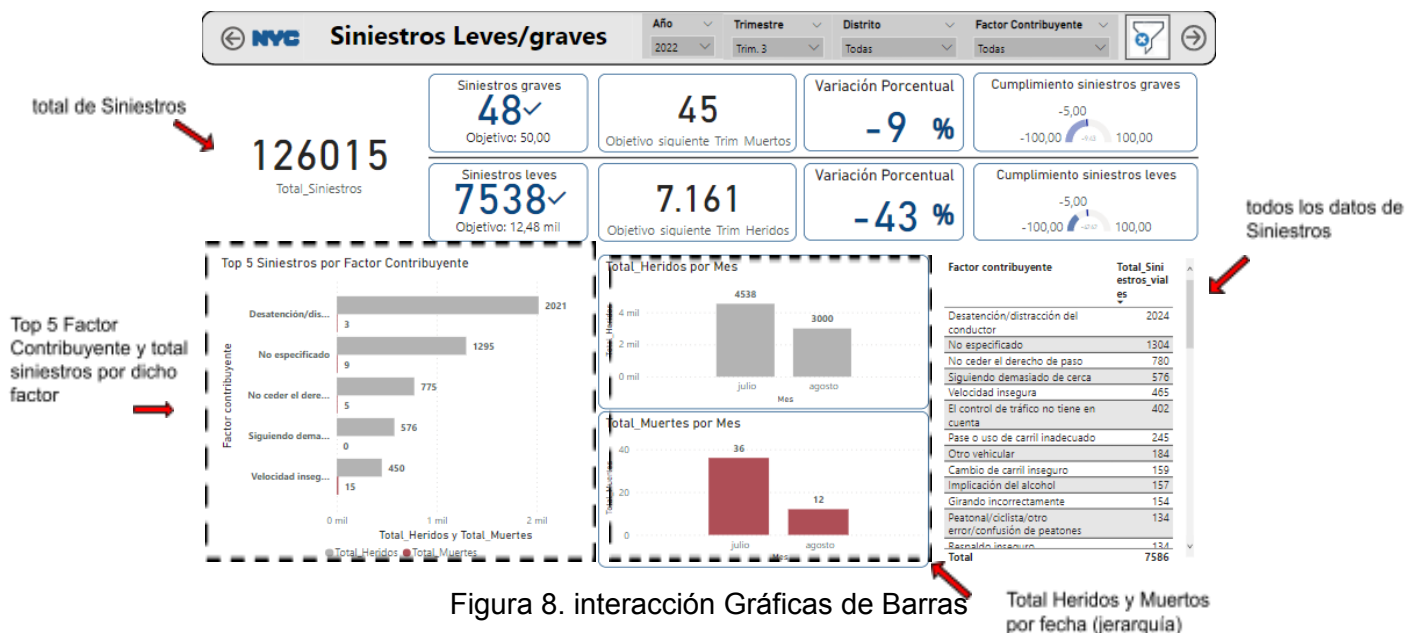 NYC
Siniestros Leves/graves
Año
2022
Trimestre
Trim. 3
Distrito
Todas
Factor Contribuyente
Todas
total de Siniestros
126015
Total_Siniestros
Siniestros graves
48
Objetivo: 50,00
45
Objetivo siguiente Trim Muertos
Variación Porcentual
-9 %
Cumplimiento siniestros graves
-5,00
-100,00
100,00
Siniestros leves
7538
Objetivo: 12,48 mil
7.161
Objetivo siguiente Trim Heridos
Variación Porcentual
-43 %
Cumplimiento siniestros leves
-5,00
-100,00
100,00
todos los datos de
Siniestros
Top 5 Factor
Contribuyente y total
siniestros por dicho
factor
Top 5 Siniestros por Factor Contribuyente
Factor contribuyente
Desatención/dis...
2021
3
No especificado
1295
9
No ceder el dere...
775
5
Siguiendo dema...
576
0
Velocidad inseg...
450
15
0 mil
1 mil
2 mil
Total_Heridos y Total_Muertes
Total_Heridos
Total_Muertes
Total_Heridos por Mes
Total_Heridos
4 mil
2 mil
0 mil
4538
3000
julio
agosto
Mes
Total_Muertes por Mes
Total_Muertes
40
20
0
36
12
julio
agosto
Mes
Factor contribuyente
Total_Sini
estros_vial
es
Desatención/distracción del
conductor
2024
No especificado
1304
No ceder el derecho de paso
780
Siguiendo demasiado de cerca
576
Velocidad insegura
465
El control de tráfico no tiene en
cuenta
402
Pase o uso de carril inadecuado
245
Otro vehicular
184
Cambio de carril inseguro
159
Implicación del alcohol
157
Girando incorrectamente
154
Peatonal/ciclista/otro
error/confusión de peatones
134
Respaldo inseguro
134
Total
7586
Figura 8. interacción Gráficas de Barras
Total Heridos y Muertos
por fecha (jerarquía)